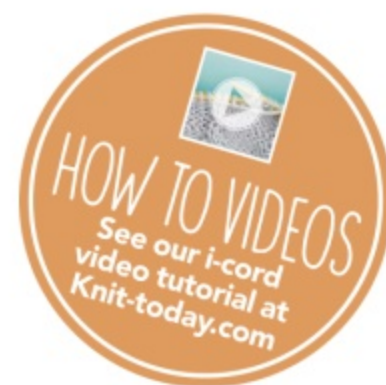 HOW TO VIDEOS
See our i-cord
video tutorial at
Knit-today.com